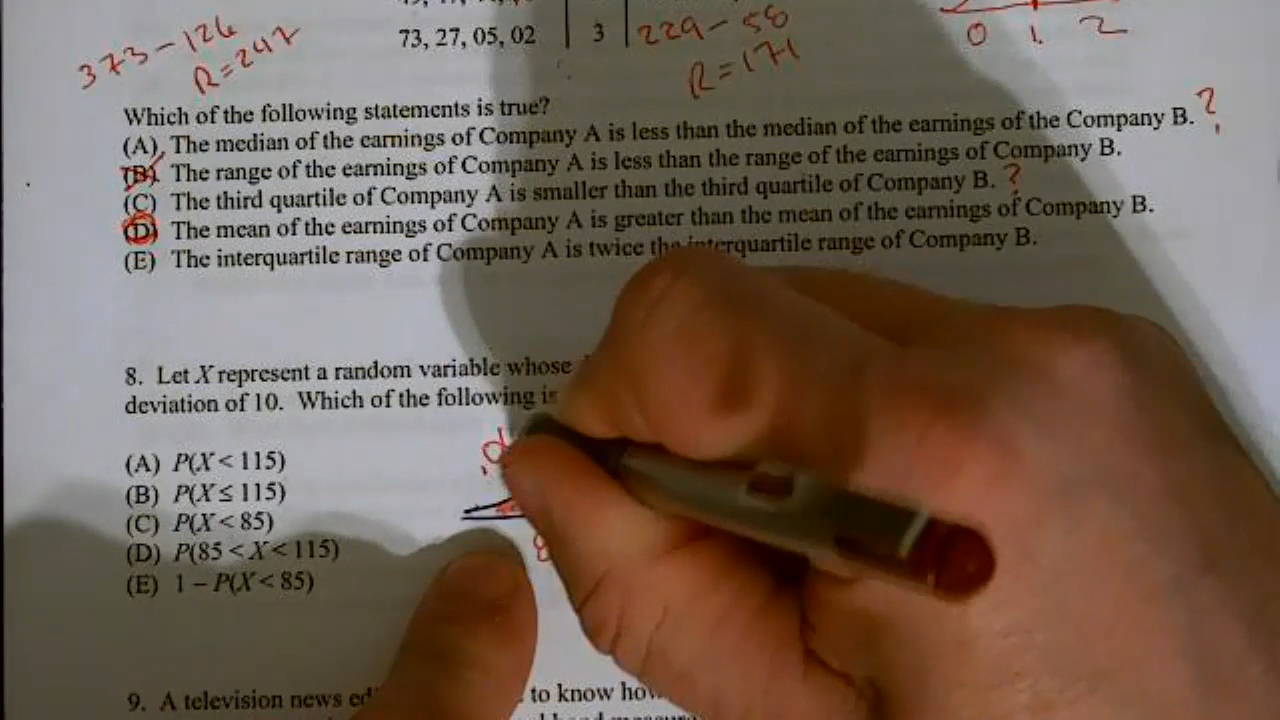 373-126
R=247
73, 27, 05, 02 | 3 | 229-58
R=171
0 1 2
Which of the following statements is true?
(A) The median of the earnings of Company A is less than the median of the earnings of the Company B. ?
(B) The range of the earnings of Company A is less than the range of the earnings of Company B.
(C) The third quartile of Company A is smaller than the third quartile of Company B. ?
(D) The mean of the earnings of Company A is greater than the mean of the earnings of Company B.
(E) The interquartile range of Company A is twice the interquartile range of Company B.
8. Let X represent a random variable whose
deviation of 10. Which of the following is
(A) P(X < 115)
(B) P(X ≤ 115)
(C) P(X < 85)
(D) P(85 < X < 115)
(E) 1 – P(X < 85)
8
9. A television news to know how